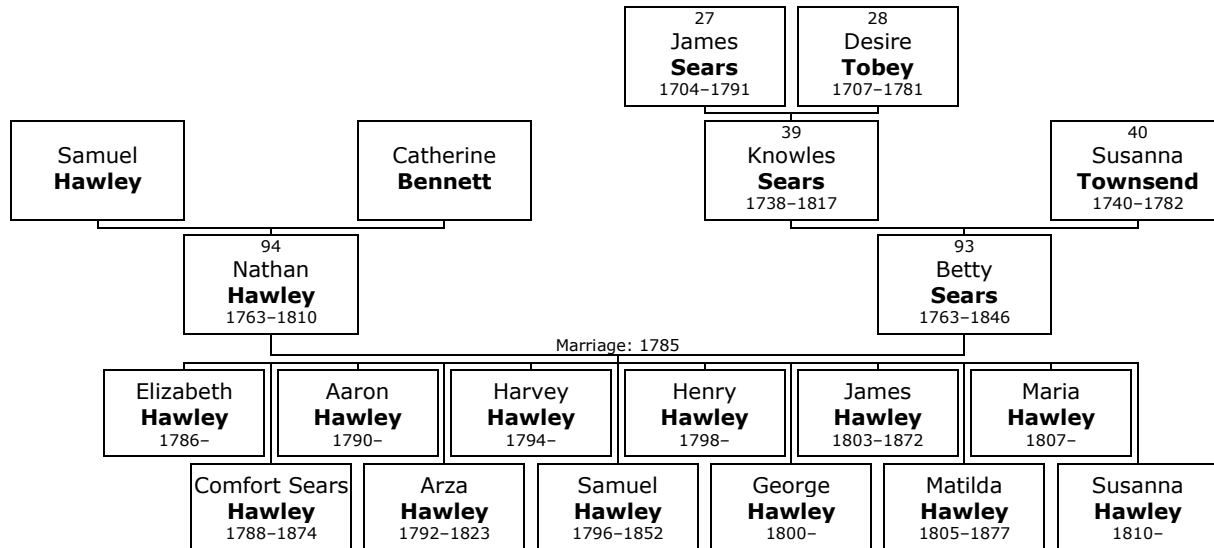 27
James
Sears
1704–1791
28
Desire
Tobey
1707–1781
Samuel
Hawley
Catherine
Bennett
39
Knowles
Sears
1738–1817
40
Susanna
Townsend
1740–1782
94
Nathan
Hawley
1763–1810
93
Betty
Sears
1763–1846
Marriage: 1785
Elizabeth
Hawley
1786–
Aaron
Hawley
1790–
Harvey
Hawley
1794–
Henry
Hawley
1798–
James
Hawley
1803–1872
Maria
Hawley
1807–
Comfort Sears
Hawley
1788–1874
Arza
Hawley
1792–1823
Samuel
Hawley
1796–1852
George
Hawley
1800–
Matilda
Hawley
1805–1877
Susanna
Hawley
1810–